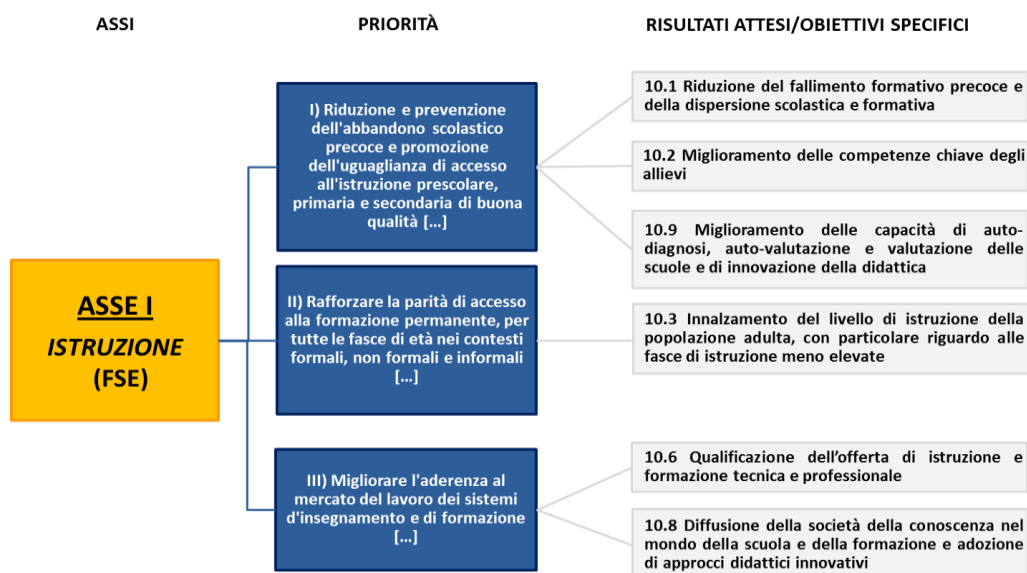 ASSI
PRIORITÀ
RISULTATI ATTESI/OBIETTIVI SPECIFICI
ASSE I
ISTRUZIONE
(FSE)
I) Riduzione e prevenzione
dell'abbandono scolastico
precoce e promozione
dell'uguaglianza di accesso
all'istruzione prescolare,
primaria e secondaria di buona
qualità [...]
10.1 Riduzione del fallimento formativo precoce e
della dispersione scolastica e formativa
10.2 Miglioramento delle competenze chiave degli
allievi
10.9 Miglioramento delle capacità di auto-
diagnosi, auto-valutazione e valutazione delle
scuole e di innovazione della didattica
II) Rafforzare la parità di accesso
alla formazione permanente, per
tutte le fasce di età nei contesti
formali, non formali e informali
[...]
10.3 Innalzamento del livello di istruzione della
popolazione adulta, con particolare riguardo alle
fasce di istruzione meno elevate
III) Migliorare l'aderenza al
mercato del lavoro dei sistemi
d'insegnamento e di formazione
[...]
10.6 Qualificazione dell’offerta di istruzione e
formazione tecnica e professionale
10.8 Diffusione della società della conoscenza nel
mondo della scuola e della formazione e adozione
di approcci didattici innovativi